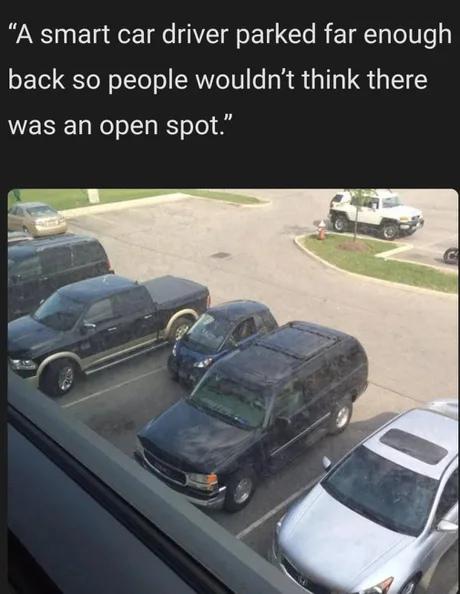 “A smart car driver parked far enough
back so people wouldn’t think there
was an open spot.”